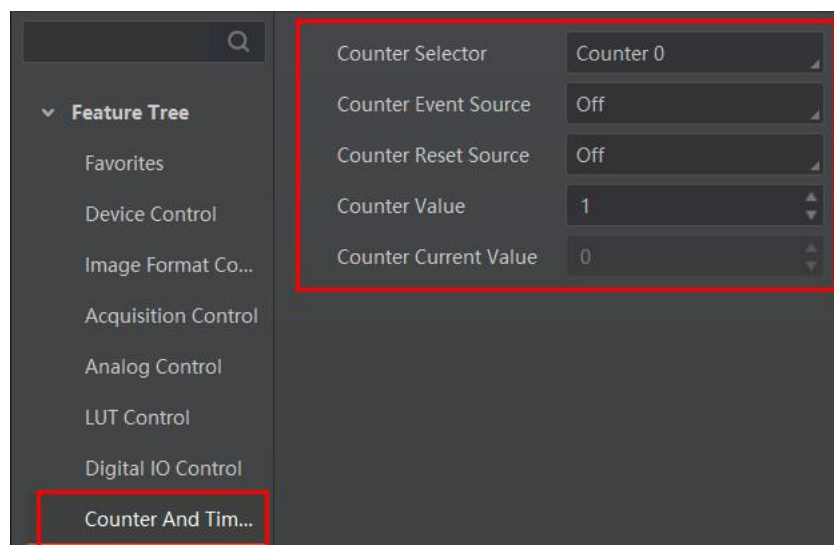 Feature Tree
Favorites
Device Control
Image Format Co...
Acquisition Control
Analog Control
LUT Control
Digital IO Control
Counter And Tim...
Counter Selector Counter 0
Counter Event Source Off
Counter Reset Source Off
Counter Value 1
Counter Current Value 0